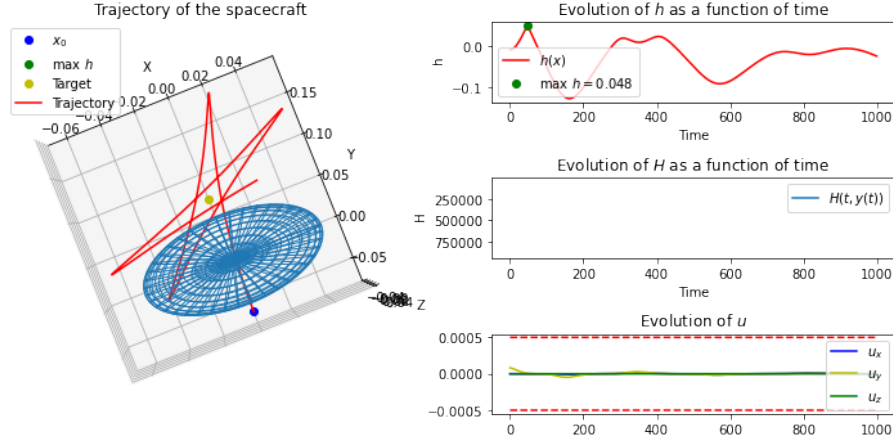 Trajectory of the spacecraft
x₀
max h
Target
Trajectory
X
−0.06
−0.04
0.02
0.00
0.02
0.04
0.15
0.10
Y
0.05
0.00
−0.05
Z
Evolution of h as a function of time
h
0.0
−0.1
h(x)
max h = 0.048
0 200 400 600 800 1000
Time
Evolution of H as a function of time
H
250000
500000
750000
H(t, y(t))
0 200 400 600 800 1000
Time
Evolution of u
0.0005
0.0000
−0.0005
uₓ
u_y
u_z
0 200 400 600 800 1000